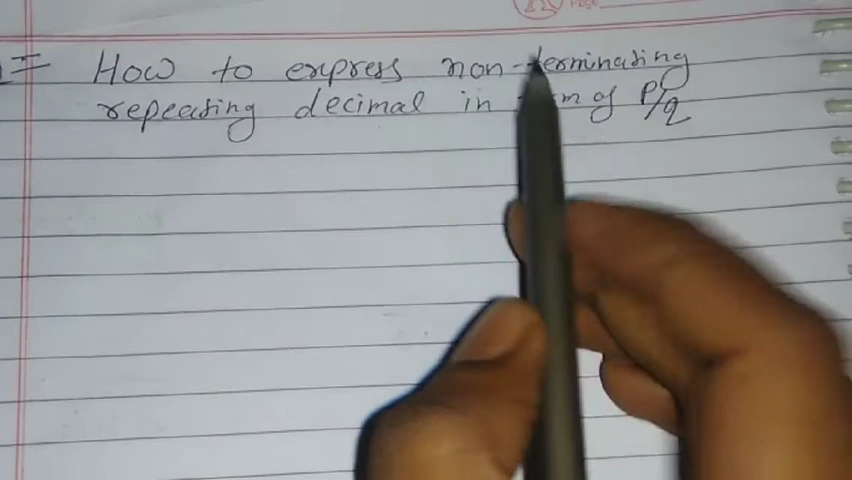 How to express non-terminating
repeating decimal in of P/q